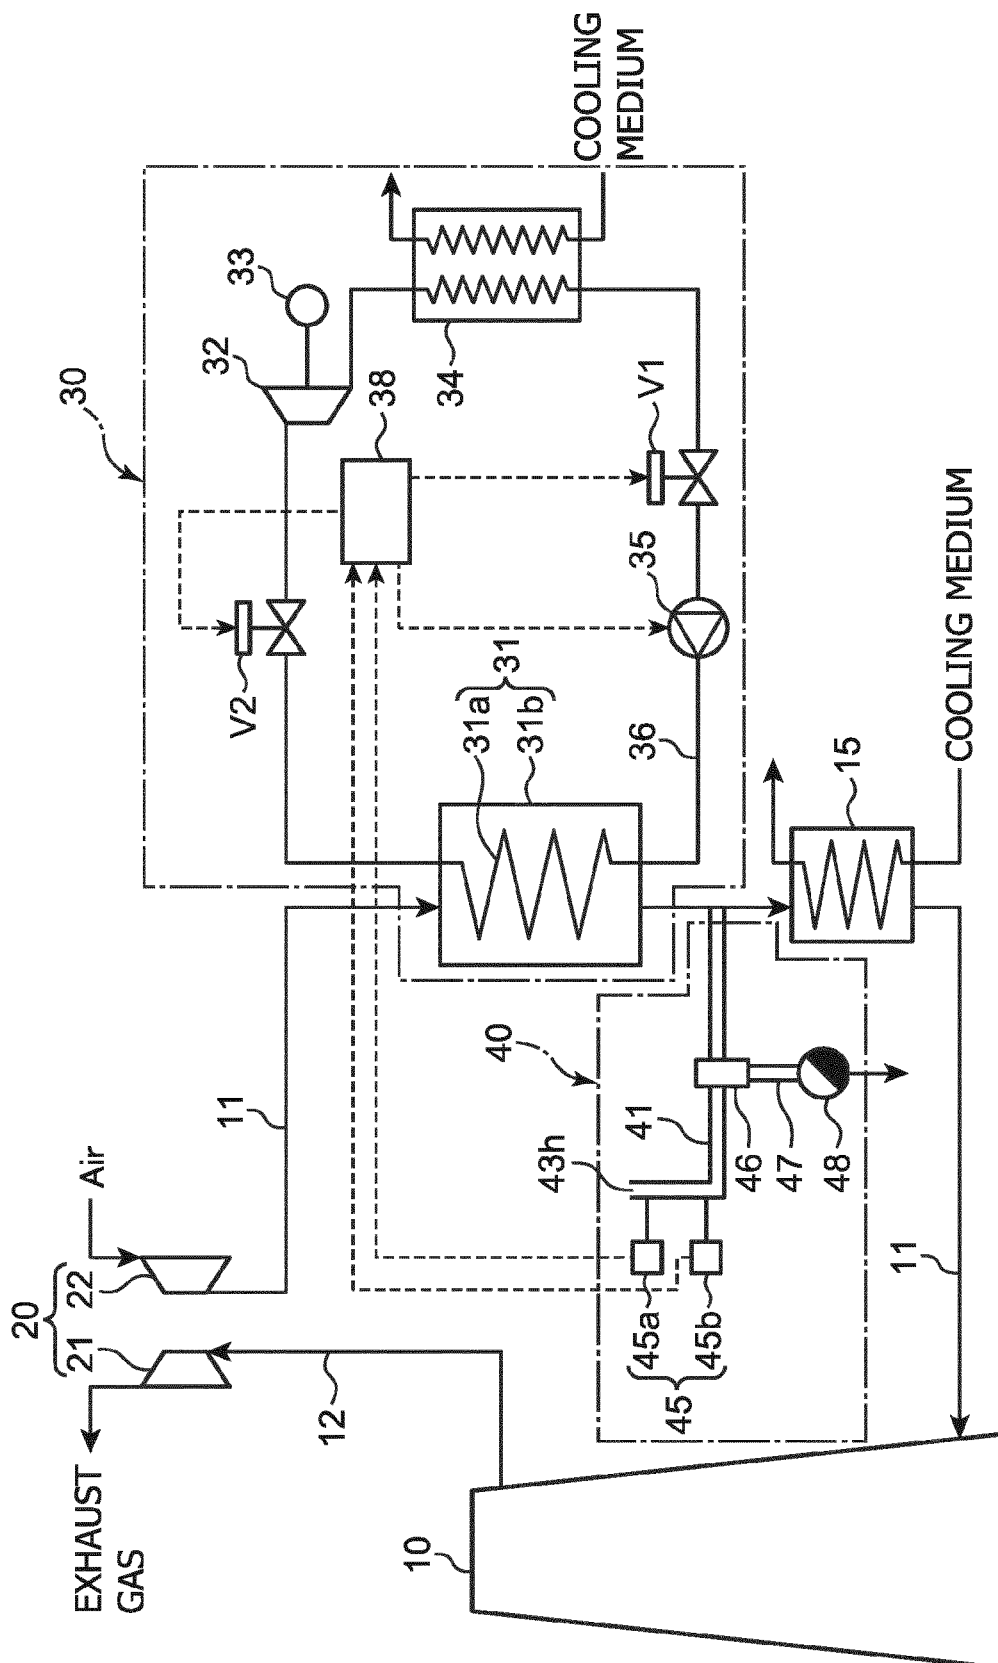 30
33
32
38
COOLING
MEDIUM
34
V1
V2
35
31
31a
31b
36
COOLING MEDIUM
15
11
Air
20
22
21
EXHAUST
GAS
12
40
41
43h
46
47
48
45a
45b
45
11
10